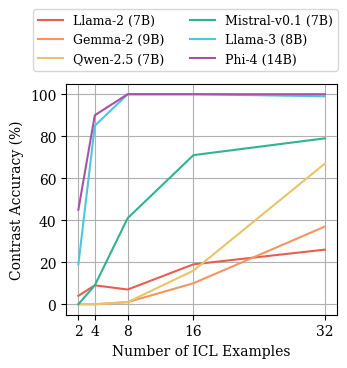 Llama-2 (7B)
Gemma-2 (9B)
Qwen-2.5 (7B)
Mistral-v0.1 (7B)
Llama-3 (8B)
Phi-4 (14B)
Contrast Accuracy (%)
100
80
60
40
20
0
2 4 8 16 32
Number of ICL Examples